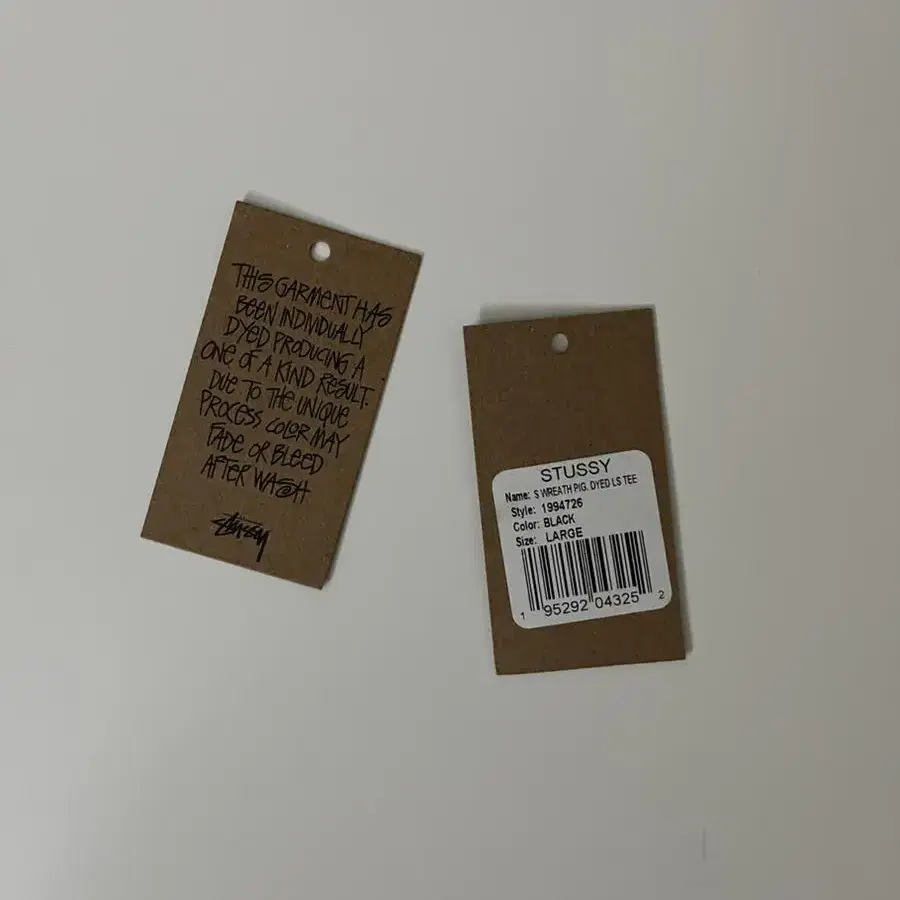 THIS GARMENT HAS
BEEN INDIVIDUALLY
DYED PRODUCING A
ONE OF A KIND RESULT.
DUE TO THE UNIQUE
PROCESS COLOR MAY
FADE OR BLEED
AFTER WASH
Stüssy
STUSSY
Name: S WREATH PIG. DYED LS TEE
Style: 1994726
Color: BLACK
Size: LARGE
1 95292 04325 2